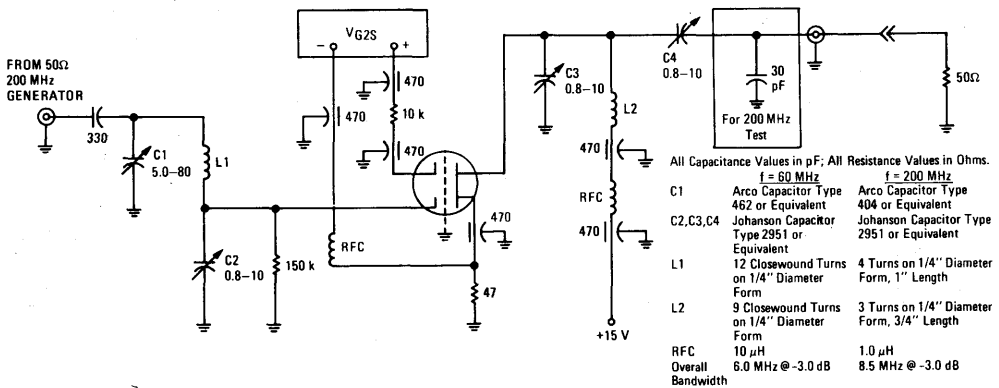 VG2S
− +
FROM 50Ω
200 MHz
GENERATOR
330
C1
5.0–80
L1
C2
0.8–10
150 k
470
470
10 k
470
RFC
470
47
C3
0.8–10
L2
470
RFC
470
+15 V
C4
0.8–10
30
pF
For 200 MHz
Test
50Ω
All Capacitance Values in pF; All Resistance Values in Ohms.
f = 60 MHz f = 200 MHz
C1 Arco Capacitor Type Arco Capacitor Type
462 or Equivalent 404 or Equivalent
C2,C3,C4 Johanson Capacitor Johanson Capacitor Type
Type 2951 or 2951 or Equivalent
Equivalent
L1 12 Closewound Turns 4 Turns on 1/4'' Diameter
on 1/4'' Diameter Form, 1'' Length
Form
L2 9 Closewound Turns 3 Turns on 1/4'' Diameter
on 1/4'' Diameter Form, 3/4'' Length
Form
RFC 10 μH 1.0 μH
Overall 6.0 MHz @ -3.0 dB 8.5 MHz @ -3.0 dB
Bandwidth